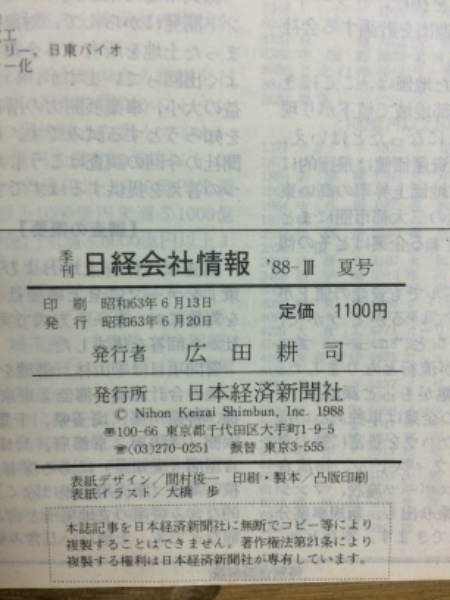 工
リー、日東バイオ
ー化
季刊 日経会社情報 '88-Ⅲ 夏号
印刷 昭和63年6月13日
発行 昭和63年6月20日
定価 1100円
発行者 広田耕司
発行所 日本経済新聞社
© Nihon Keizai Shimbun, Inc. 1988
〒100-66 東京都千代田区大手町1-9-5
☎(03)270-0251 振替 東京3-555
表紙デザイン/間村俊一 印刷・製本/凸版印刷
表紙イラスト/大橋 歩
本誌記事を日本経済新聞社に無断でコピー等により
複製することはできません。著作権法第21条により
複製する権利は日本経済新聞社が専有しています。